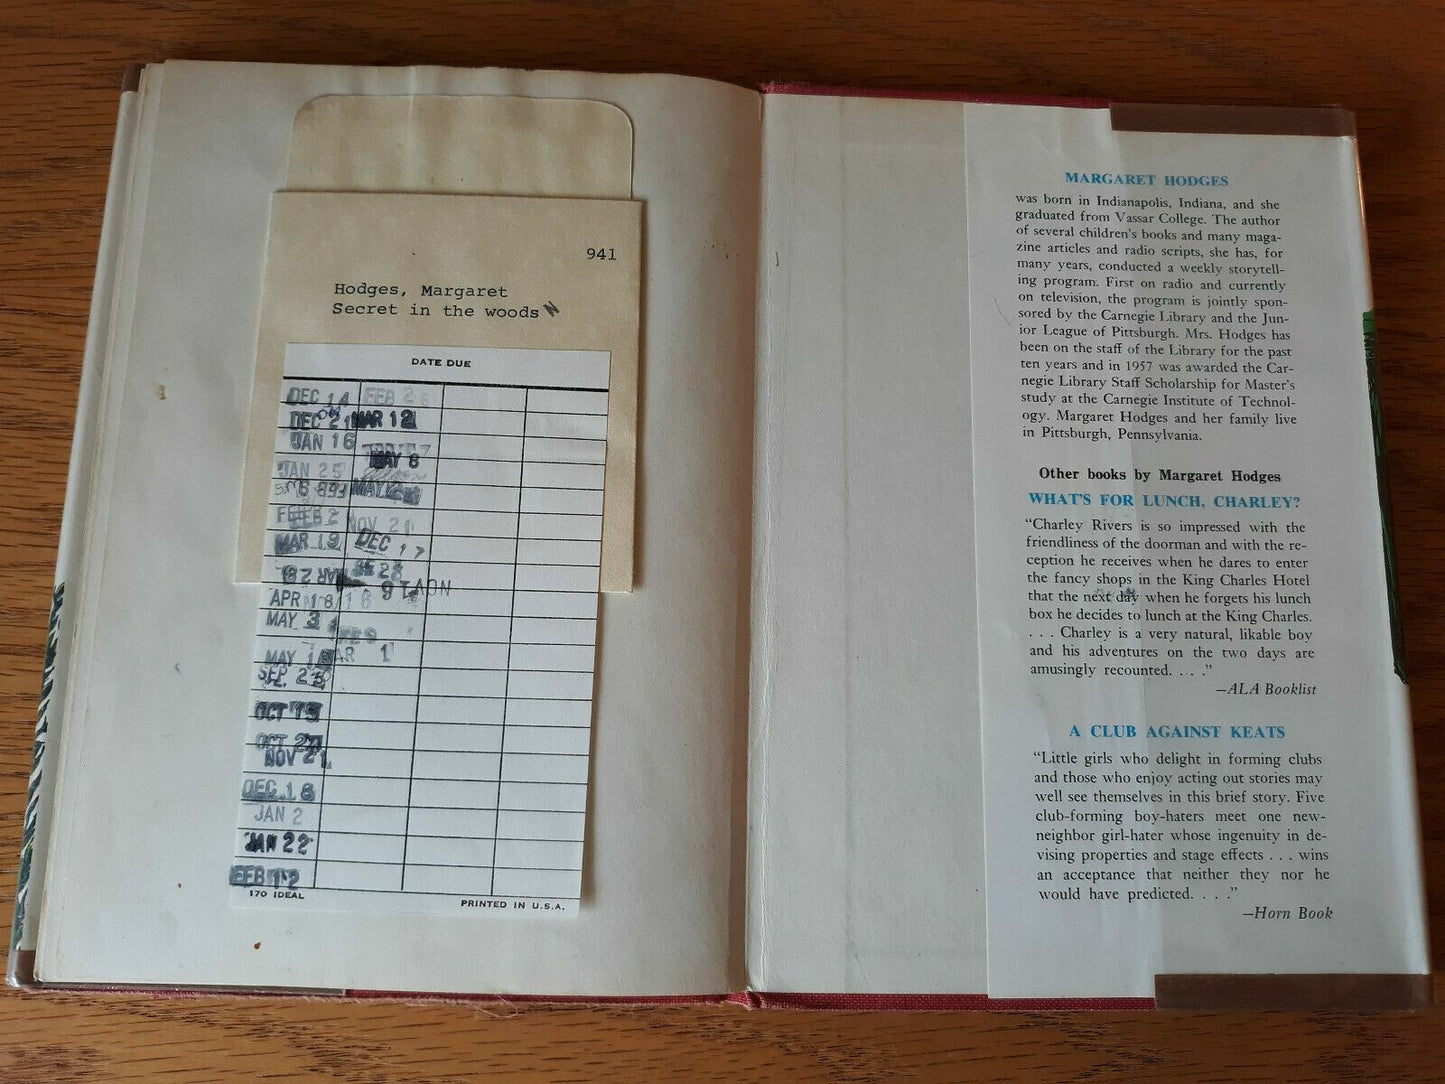 941
Hodges, Margaret
Secret in the woods
DATE DUE
DEC 14
FEB 26
DEC 21
MAR 12
JAN 16
MAY 8
JAN 25
FEB 2
NOV 21
MAR 19
DEC 17
MAR 28
NOV 16
APR 18
MAY 3
MAY
MAR 1
SEP 25
OCT 15
OCT
NOV 21
DEC 18
JAN 2
JAN 22
FEB 12
170 IDEAL
PRINTED IN U.S.A.
MARGARET HODGES
was born in Indianapolis, Indiana, and she
graduated from Vassar College. The author
of several children's books and many maga-
zine articles and radio scripts, she has, for
many years, conducted a weekly storytell-
ing program. First on radio and currently
on television, the program is jointly spon-
sored by the Carnegie Library and the Jun-
ior League of Pittsburgh. Mrs. Hodges has
been on the staff of the Library for the past
ten years and in 1957 was awarded the Car-
negie Library Staff Scholarship for Master's
study at the Carnegie Institute of Technol-
ogy. Margaret Hodges and her family live
in Pittsburgh, Pennsylvania.
Other books by Margaret Hodges
WHAT'S FOR LUNCH, CHARLEY?
"Charley Rivers is so impressed with the
friendliness of the doorman and with the re-
ception he receives when he dares to enter
the fancy shops in the King Charles Hotel
that the next day when he forgets his lunch
box he decides to lunch at the King Charles.
. . . Charley is a very natural, likable boy
and his adventures on the two days are
amusingly recounted. . . ."
—ALA Booklist
A CLUB AGAINST KEATS
"Little girls who delight in forming clubs
and those who enjoy acting out stories may
well see themselves in this brief story. Five
club-forming boy-haters meet one new-
neighbor girl-hater whose ingenuity in de-
vising properties and stage effects . . . wins
an acceptance that neither they nor he
would have predicted. . . ."
—Horn Book